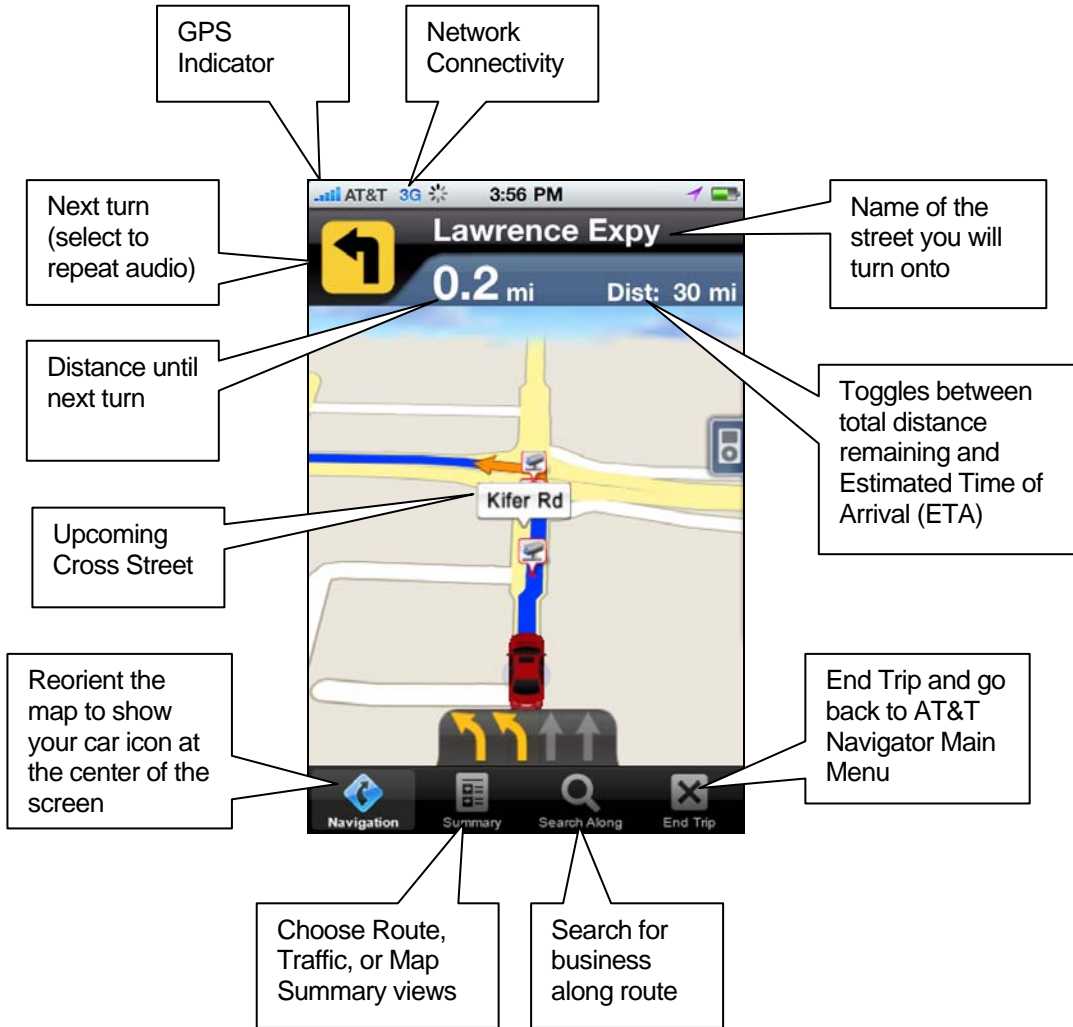 GPS
Indicator
Network
Connectivity
Next turn
(select to
repeat audio)
AT&T 3G 3:56 PM
Lawrence Expy
0.2 mi Dist: 30 mi
Name of the
street you will
turn onto
Distance until
next turn
Toggles between
total distance
remaining and
Estimated Time of
Arrival (ETA)
Kifer Rd
Upcoming
Cross Street
Reorient the
map to show
your car icon at
the center of the
screen
End Trip and go
back to AT&T
Navigator Main
Menu
Navigation Summary Search Along End Trip
Choose Route,
Traffic, or Map
Summary views
Search for
business
along route